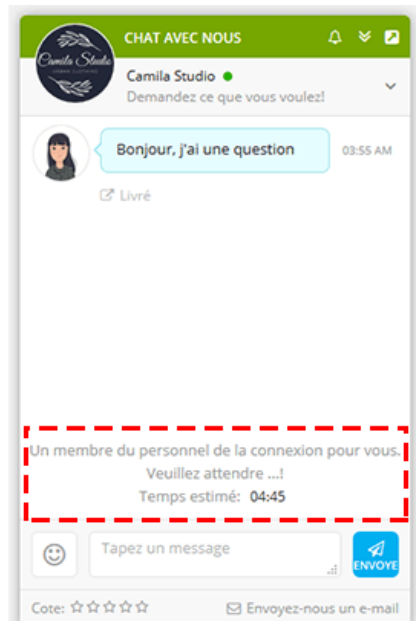 CHAT AVEC NOUS
Camila Studio
URBAN CLOTHING
Camila Studio
Demandez ce que vous voulez!
Bonjour, j'ai une question
03:55 AM
Livré
Un membre du personnel de la connexion pour vous.
Veuillez attendre ...!
Temps estimé: 04:45
Tapez un message
ENVOYE
Cote:
Envoyez-nous un e-mail